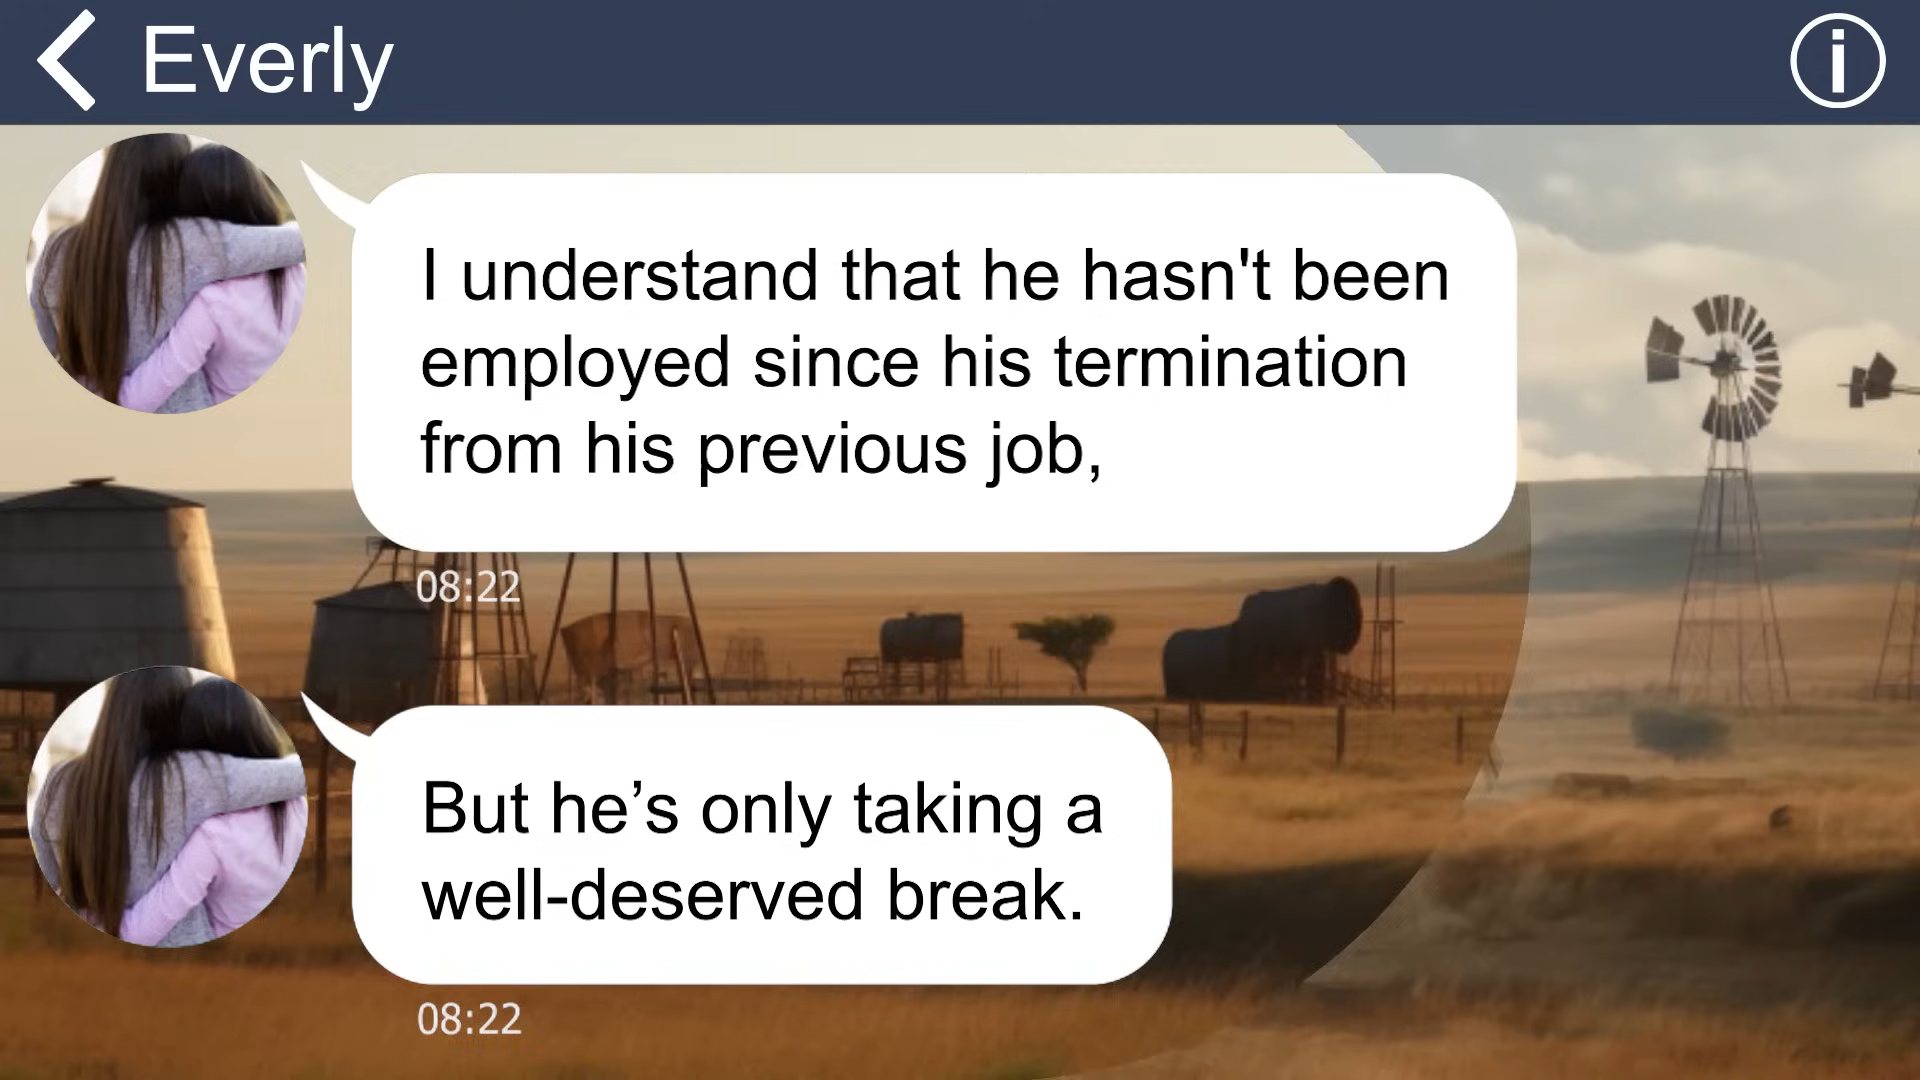 Everly
I understand that he hasn't been
employed since his termination
from his previous job,
08:22
But he’s only taking a
well-deserved break.
08:22